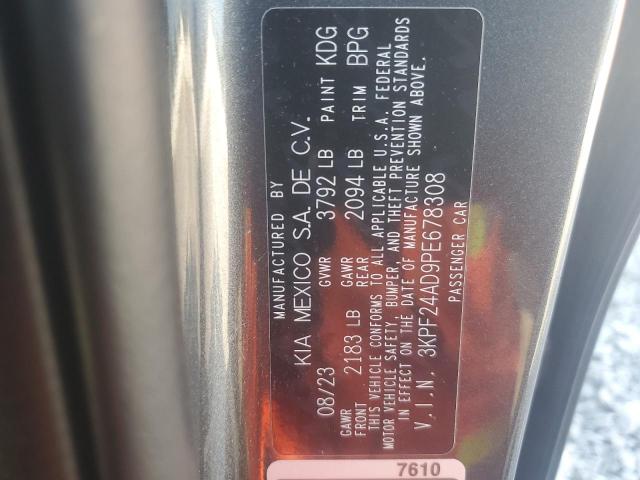 MANUFACTURED BY
KIA MEXICO S.A. DE C.V.
08/23 GVWR 3792 LB PAINT KDG
GAWR FRONT 2183 LB GAWR REAR 2094 LB TRIM BPG
THIS VEHICLE CONFORMS TO ALL APPLICABLE U.S.A. FEDERAL
MOTOR VEHICLE SAFETY, BUMPER, AND THEFT PREVENTION STANDARDS
IN EFFECT ON THE DATE OF MANUFACTURE SHOWN ABOVE.
V.I.N. 3KPF24AD9PE678308
PASSENGER CAR
7610